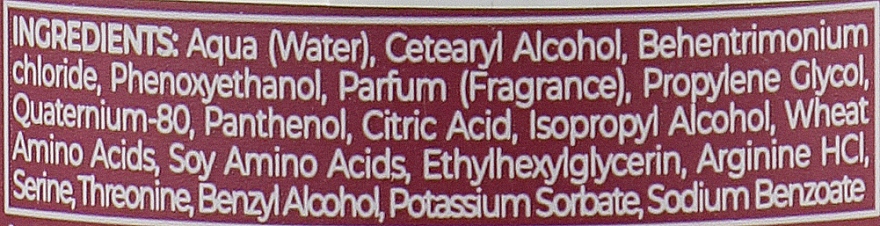 INGREDIENTS: Aqua (Water), Cetearyl Alcohol, Behentrimonium
chloride, Phenoxyethanol, Parfum (Fragrance), Propylene Glycol,
Quaternium-80, Panthenol, Citric Acid, Isopropyl Alcohol, Wheat
Amino Acids, Soy Amino Acids, Ethylhexylglycerin, Arginine HCl,
Serine, Threonine, Benzyl Alcohol, Potassium Sorbate, Sodium Benzoate